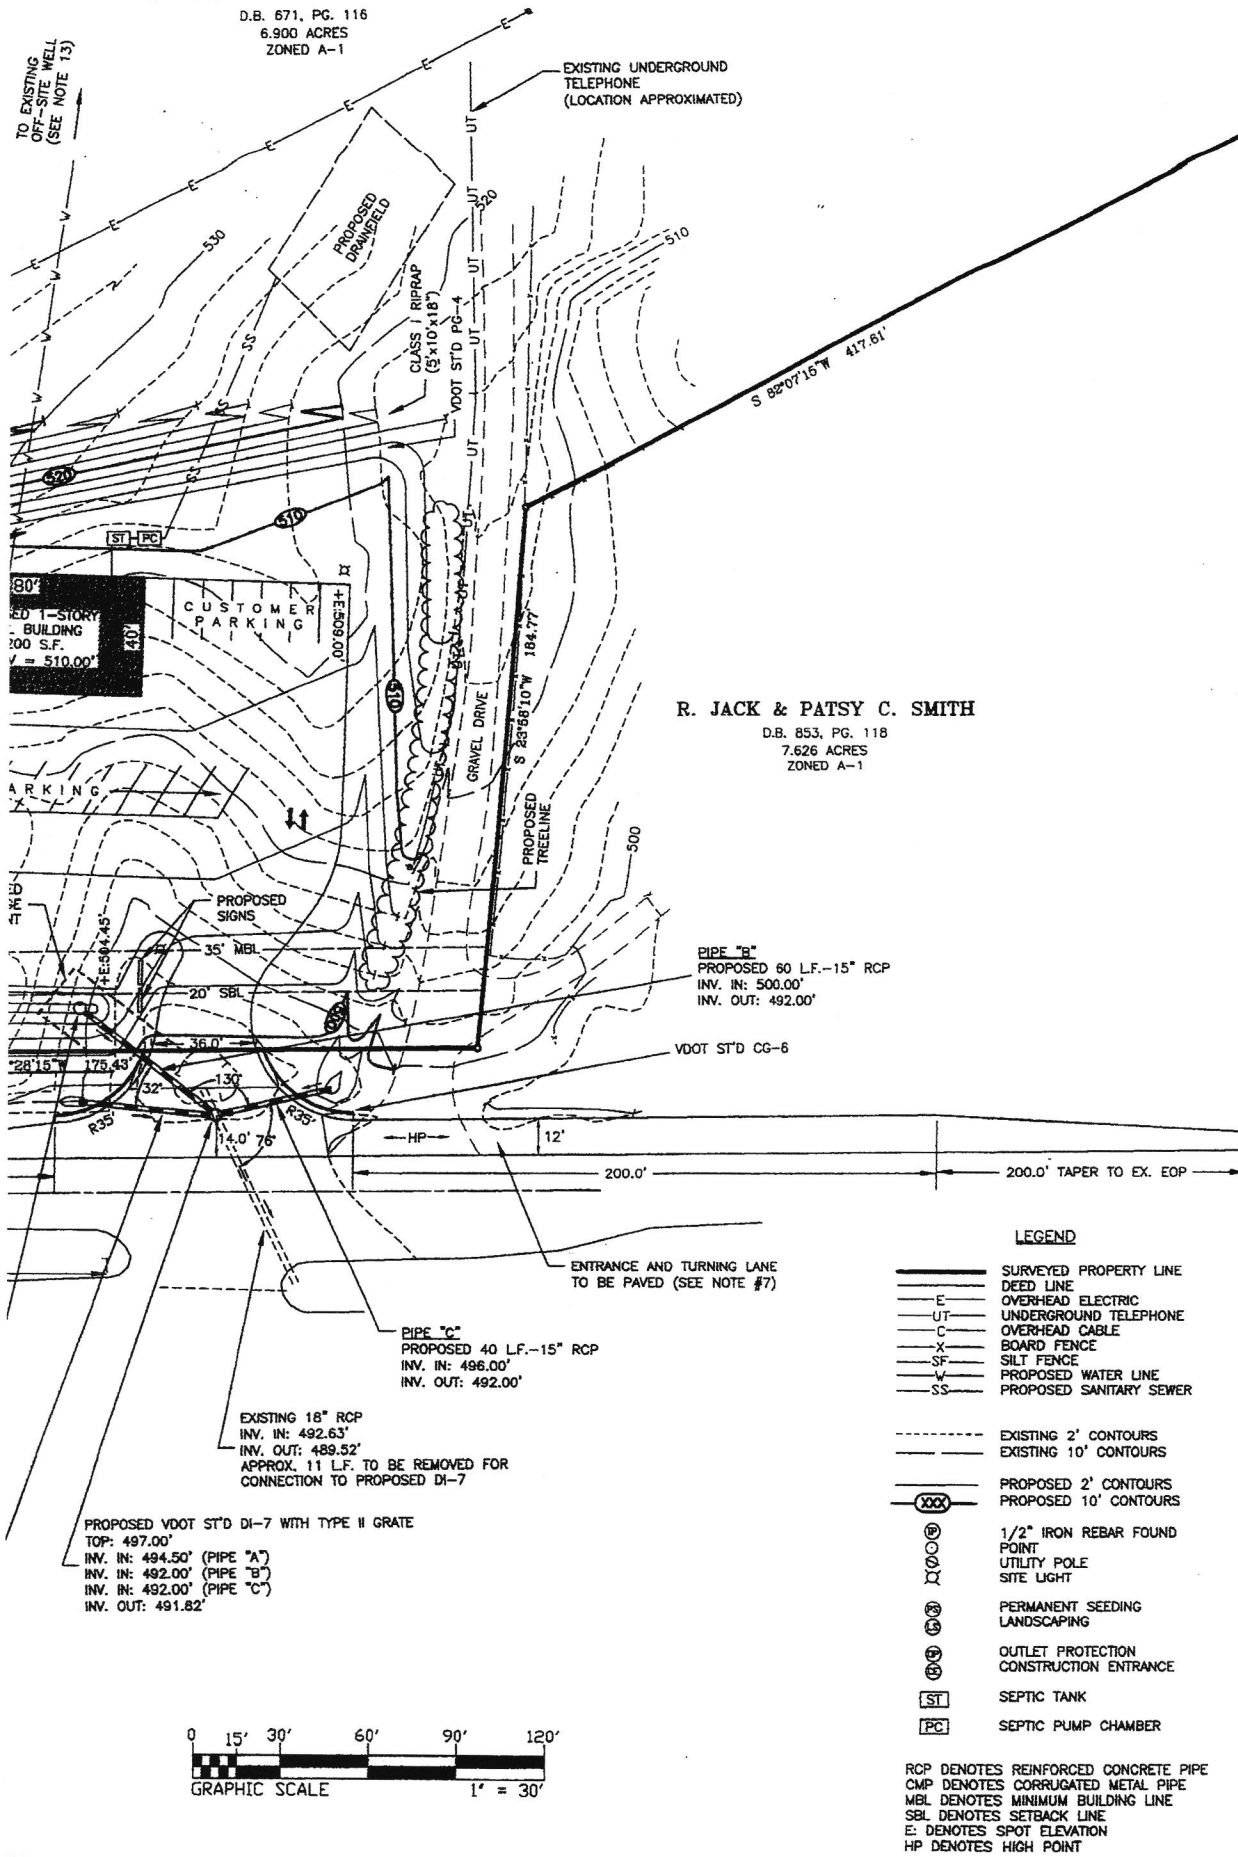 D.B. 671, PG. 116
6.900 ACRES
ZONED A-1
TO EXISTING
OFF-SITE WELL
(SEE NOTE 13)
EXISTING UNDERGROUND
TELEPHONE
(LOCATION APPROXIMATED)
PROPOSED
DRAINFIELD
530
520
510
CLASS I RIPRAP
(5'x10'x18")
VDOT ST'D PG-4
S 82°07'15"W 417.61'
520
510
ST
PC
80'
1-STORY
BUILDING
200 S.F.
= 510.00'
40'
CUSTOMER
PARKING
+E:509.00'
510
GRAVEL DRIVE
S 23°58'10"W 184.77'
PROPOSED
TREELINE
R. JACK & PATSY C. SMITH
D.B. 853, PG. 118
7.626 ACRES
ZONED A-1
ARKING
500
PROPOSED
SIGNS
+E:504.45'
35' MBL
20' SBL
PIPE "B"
PROPOSED 60 L.F.-15" RCP
INV. IN: 500.00'
INV. OUT: 492.00'
VDOT ST'D CG-6
36.0'
28'15"W 175.43'
32'
130
R35'
R35'
14.0'
76°
HP
12'
200.0'
200.0' TAPER TO EX. EOP
ENTRANCE AND TURNING LANE
TO BE PAVED (SEE NOTE #7)
PIPE "C"
PROPOSED 40 L.F.-15" RCP
INV. IN: 496.00'
INV. OUT: 492.00'
EXISTING 18" RCP
INV. IN: 492.63'
INV. OUT: 489.52'
APPROX. 11 L.F. TO BE REMOVED FOR
CONNECTION TO PROPOSED DI-7
PROPOSED VDOT ST'D DI-7 WITH TYPE II GRATE
TOP: 497.00'
INV. IN: 494.50' (PIPE "A")
INV. IN: 492.00' (PIPE "B")
INV. IN: 492.00' (PIPE "C")
INV. OUT: 491.82'
LEGEND
SURVEYED PROPERTY LINE
DEED LINE
E OVERHEAD ELECTRIC
UT UNDERGROUND TELEPHONE
C OVERHEAD CABLE
X BOARD FENCE
SF SILT FENCE
W PROPOSED WATER LINE
SS PROPOSED SANITARY SEWER
EXISTING 2' CONTOURS
EXISTING 10' CONTOURS
PROPOSED 2' CONTOURS
XXX PROPOSED 10' CONTOURS
1/2" IRON REBAR FOUND
POINT
UTILITY POLE
SITE LIGHT
PS PERMANENT SEEDING
LS LANDSCAPING
OP OUTLET PROTECTION
CE CONSTRUCTION ENTRANCE
ST SEPTIC TANK
PC SEPTIC PUMP CHAMBER
RCP DENOTES REINFORCED CONCRETE PIPE
CMP DENOTES CORRUGATED METAL PIPE
MBL DENOTES MINIMUM BUILDING LINE
SBL DENOTES SETBACK LINE
E: DENOTES SPOT ELEVATION
HP DENOTES HIGH POINT
0 15' 30' 60' 90' 120'
GRAPHIC SCALE 1" = 30'